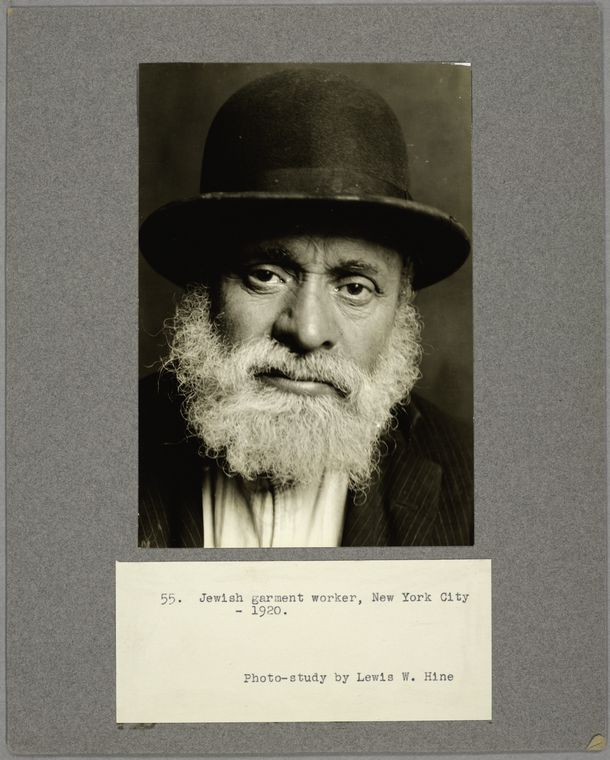 55. Jewish garment worker, New York City
- 1920.
Photo-study by Lewis W. Hine